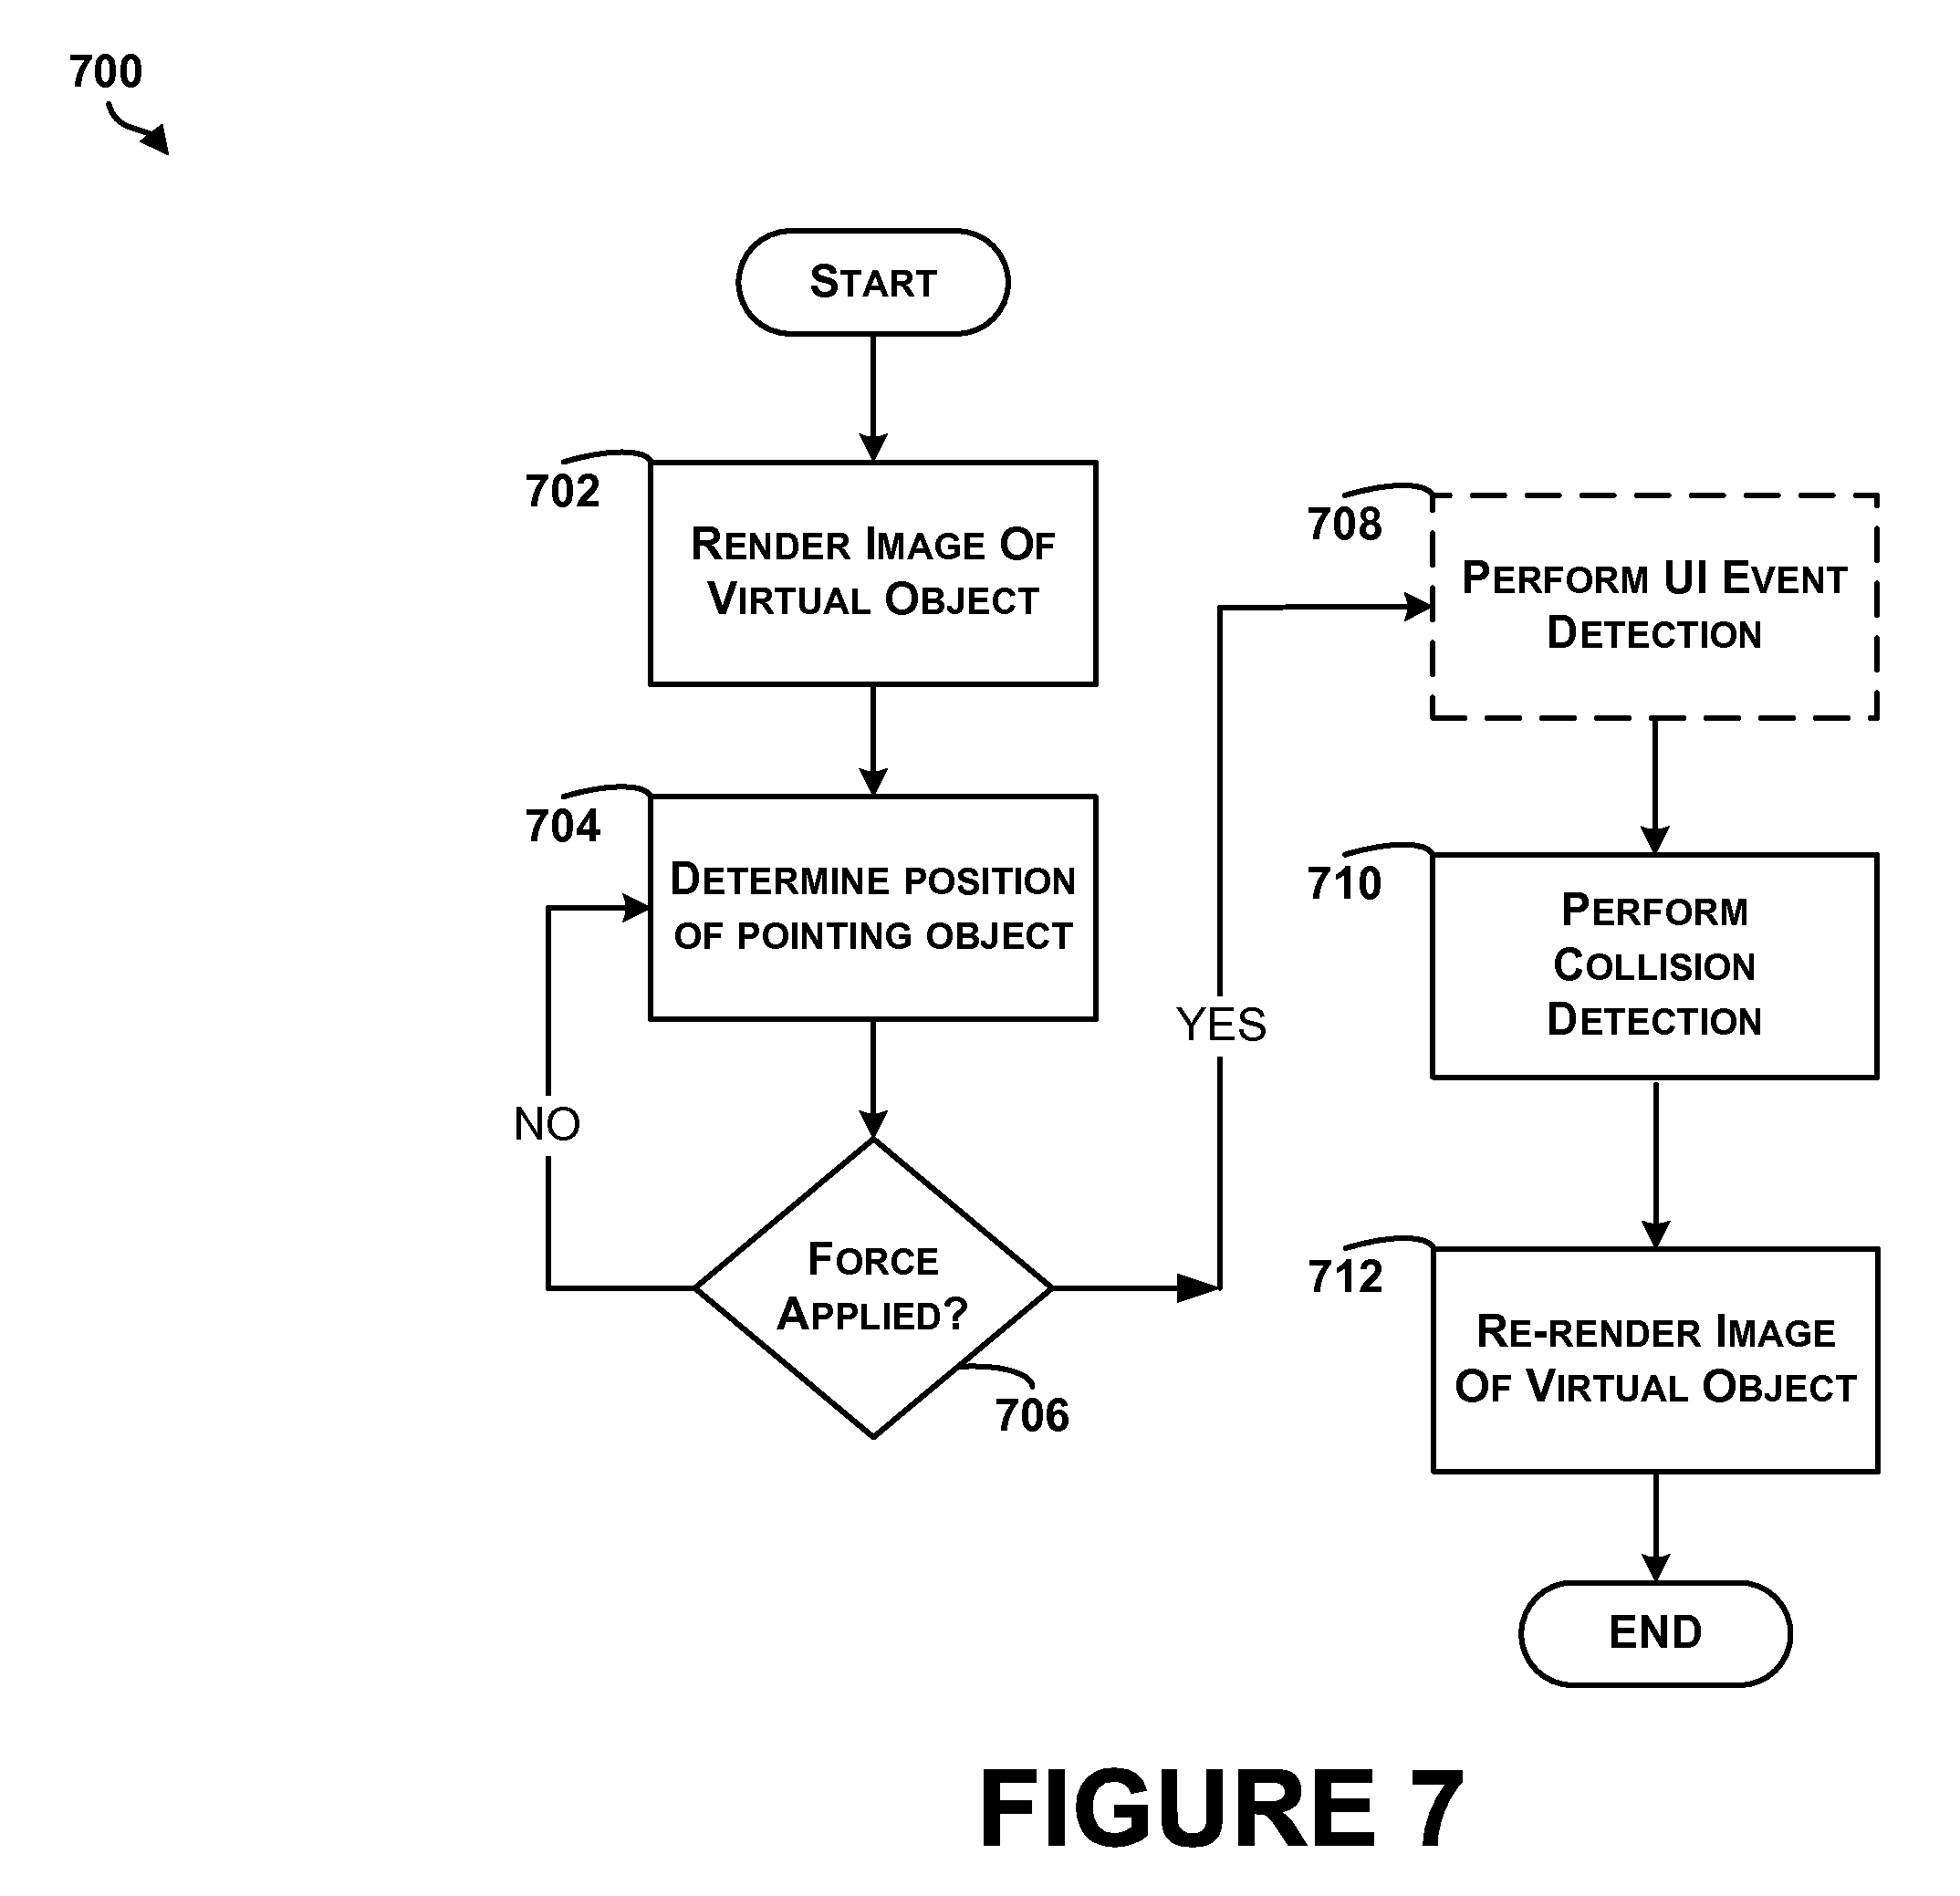 700
START
702
RENDER IMAGE OF
VIRTUAL OBJECT
704
DETERMINE POSITION
OF POINTING OBJECT
NO
FORCE
APPLIED?
706
YES
708
PERFORM UI EVENT
DETECTION
710
PERFORM
COLLISION
DETECTION
712
RE-RENDER IMAGE
OF VIRTUAL OBJECT
END
FIGURE 7